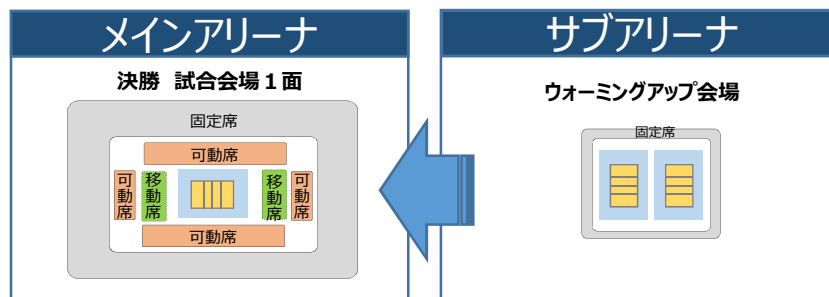 メインアリーナ
決勝 試合会場１面
固定席
可動席
可動席
移動席
移動席
可動席
可動席
サブアリーナ
ウォーミングアップ会場
固定席